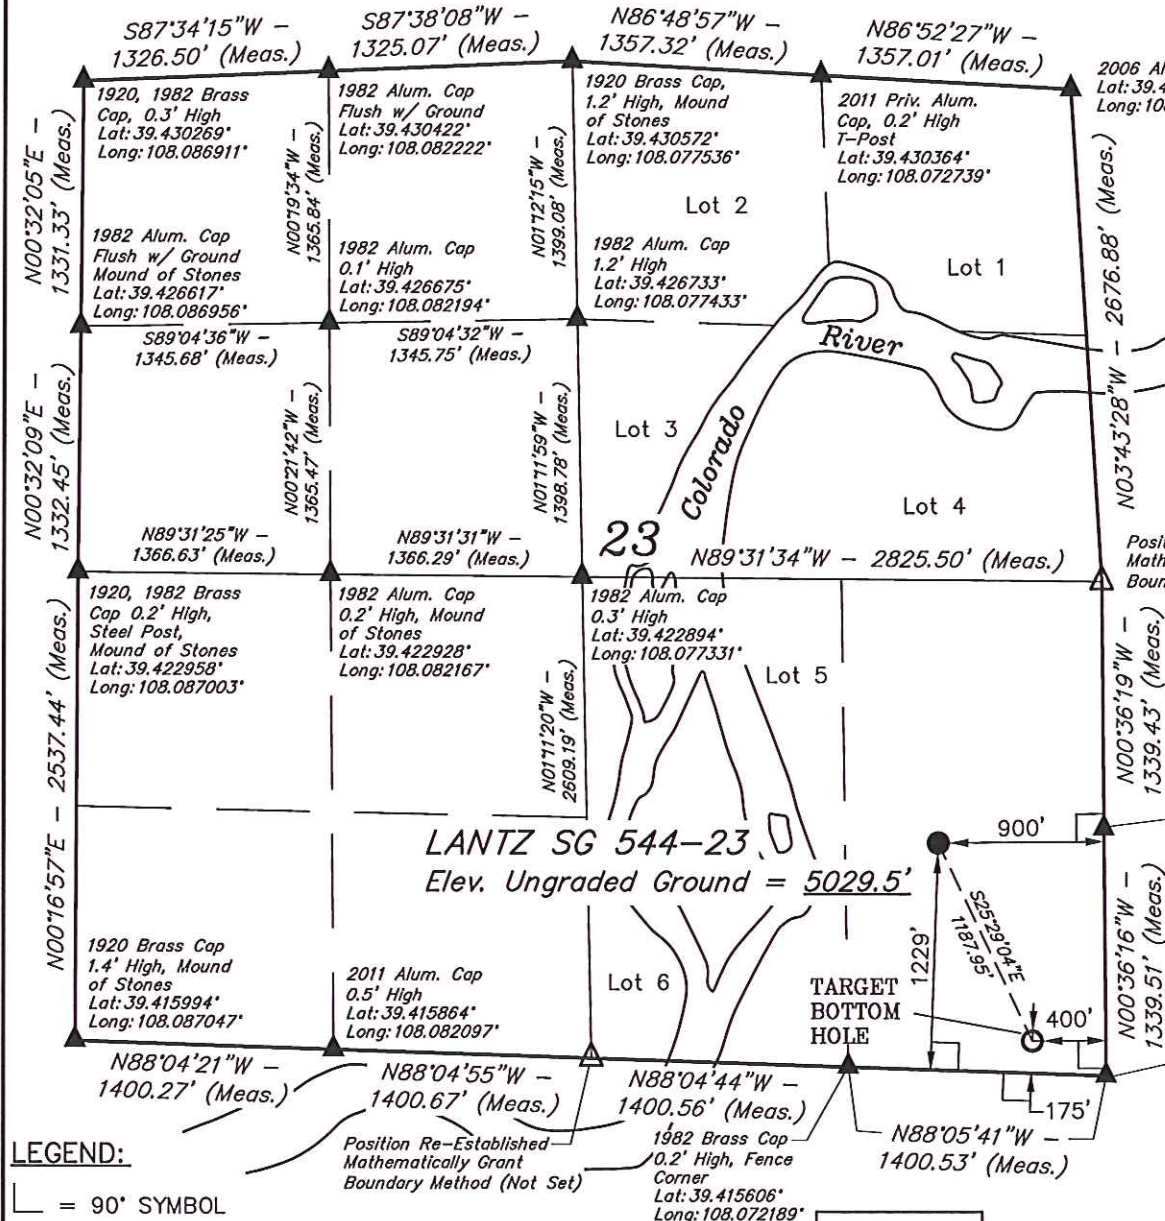 S87°34'15"W –
1326.50' (Meas.)
S87°38'08"W –
1325.07' (Meas.)
N86°48'57"W –
1357.32' (Meas.)
N86°52'27"W –
1357.01' (Meas.)
2006 Al
Lat: 39.4
Long: 10
1920, 1982 Brass
Cap, 0.3' High
Lat: 39.430269°
Long: 108.086911°
1982 Alum. Cap
Flush w/ Ground
Lat: 39.430422°
Long: 108.082222°
1920 Brass Cap,
1.2' High, Mound
of Stones
Lat: 39.430572°
Long: 108.077536°
2011 Priv. Alum.
Cap, 0.2' High
T-Post
Lat: 39.430364°
Long: 108.072739°
N00°32'05"E –
1331.33' (Meas.)
N00°19'34"W –
1365.84' (Meas.)
N01°12'15"W –
1399.08' (Meas.)
N03°43'28"W – 2676.88' (Meas.)
Lot 2
Lot 1
1982 Alum. Cap
Flush w/ Ground
Mound of Stones
Lat: 39.426617°
Long: 108.086956°
1982 Alum. Cap
0.1' High
Lat: 39.426675°
Long: 108.082194°
1982 Alum. Cap
1.2' High
Lat: 39.426733°
Long: 108.077433°
S89°04'36"W –
1345.68' (Meas.)
S89°04'32"W –
1345.75' (Meas.)
River
Colorado
Lot 3
Lot 4
N00°32'09"E –
1332.45' (Meas.)
N00°21'42"W –
1365.47' (Meas.)
N01°11'59"W –
1398.78' (Meas.)
N89°31'25"W –
1366.63' (Meas.)
N89°31'31"W –
1366.29' (Meas.)
23
N89°31'34"W – 2825.50' (Meas.)
Posit
Math
Boun
1920, 1982 Brass
Cap 0.2' High,
Steel Post,
Mound of Stones
Lat: 39.422958°
Long: 108.087003°
1982 Alum. Cap
0.2' High, Mound
of Stones
Lat: 39.422928°
Long: 108.082167°
1982 Alum. Cap
0.3' High
Lat: 39.422894°
Long: 108.077331°
Lot 5
N00°16'57"E – 2537.44' (Meas.)
N01°11'20"W –
2609.19' (Meas.)
N00°36'19"W –
1339.43' (Meas.)
LANTZ SG 544–23
Elev. Ungraded Ground = 5029.5'
900'
S25°29'04"E
1187.95'
1229'
N00°36'16"W –
1339.51' (Meas.)
1920 Brass Cap
1.4' High, Mound
of Stones
Lat: 39.415994°
Long: 108.087047°
2011 Alum. Cap
0.5' High
Lat: 39.415864°
Long: 108.082097°
Lot 6
TARGET
BOTTOM
HOLE
400'
175'
N88°04'21"W –
1400.27' (Meas.)
N88°04'55"W –
1400.67' (Meas.)
N88°04'44"W –
1400.56' (Meas.)
N88°05'41"W –
1400.53' (Meas.)
Position Re-Established
Mathematically Grant
Boundary Method (Not Set)
1982 Brass Cap
0.2' High, Fence
Corner
Lat: 39.415606°
Long: 108.072189°
LEGEND:
= 90° SYMBOL